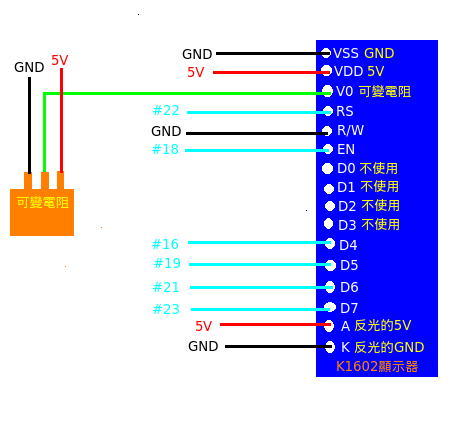 GND VSS GND
5V VDD 5V
GND 5V
V0 可變電阻
#22 RS
GND R/W
#18 EN
D0 不使用
D1 不使用
可變電阻
D2 不使用
D3 不使用
#16 D4
#19 D5
#21 D6
#23 D7
5V A 反光的5V
GND K 反光的GND
K1602顯示器